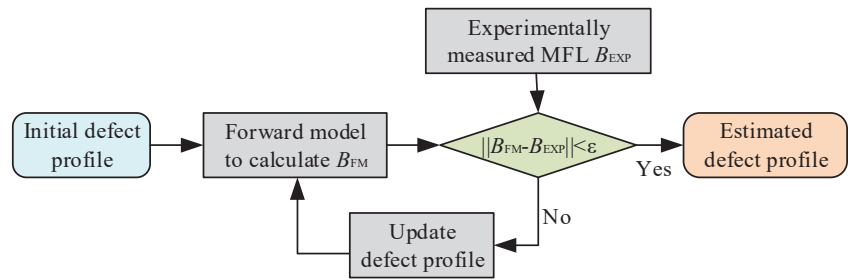 Experimentally
measured MFL BEXP
Initial defect
profile
Forward model
to calculate BFM
||BFM-BEXP||<ε
Yes
Estimated
defect profile
No
Update
defect profile